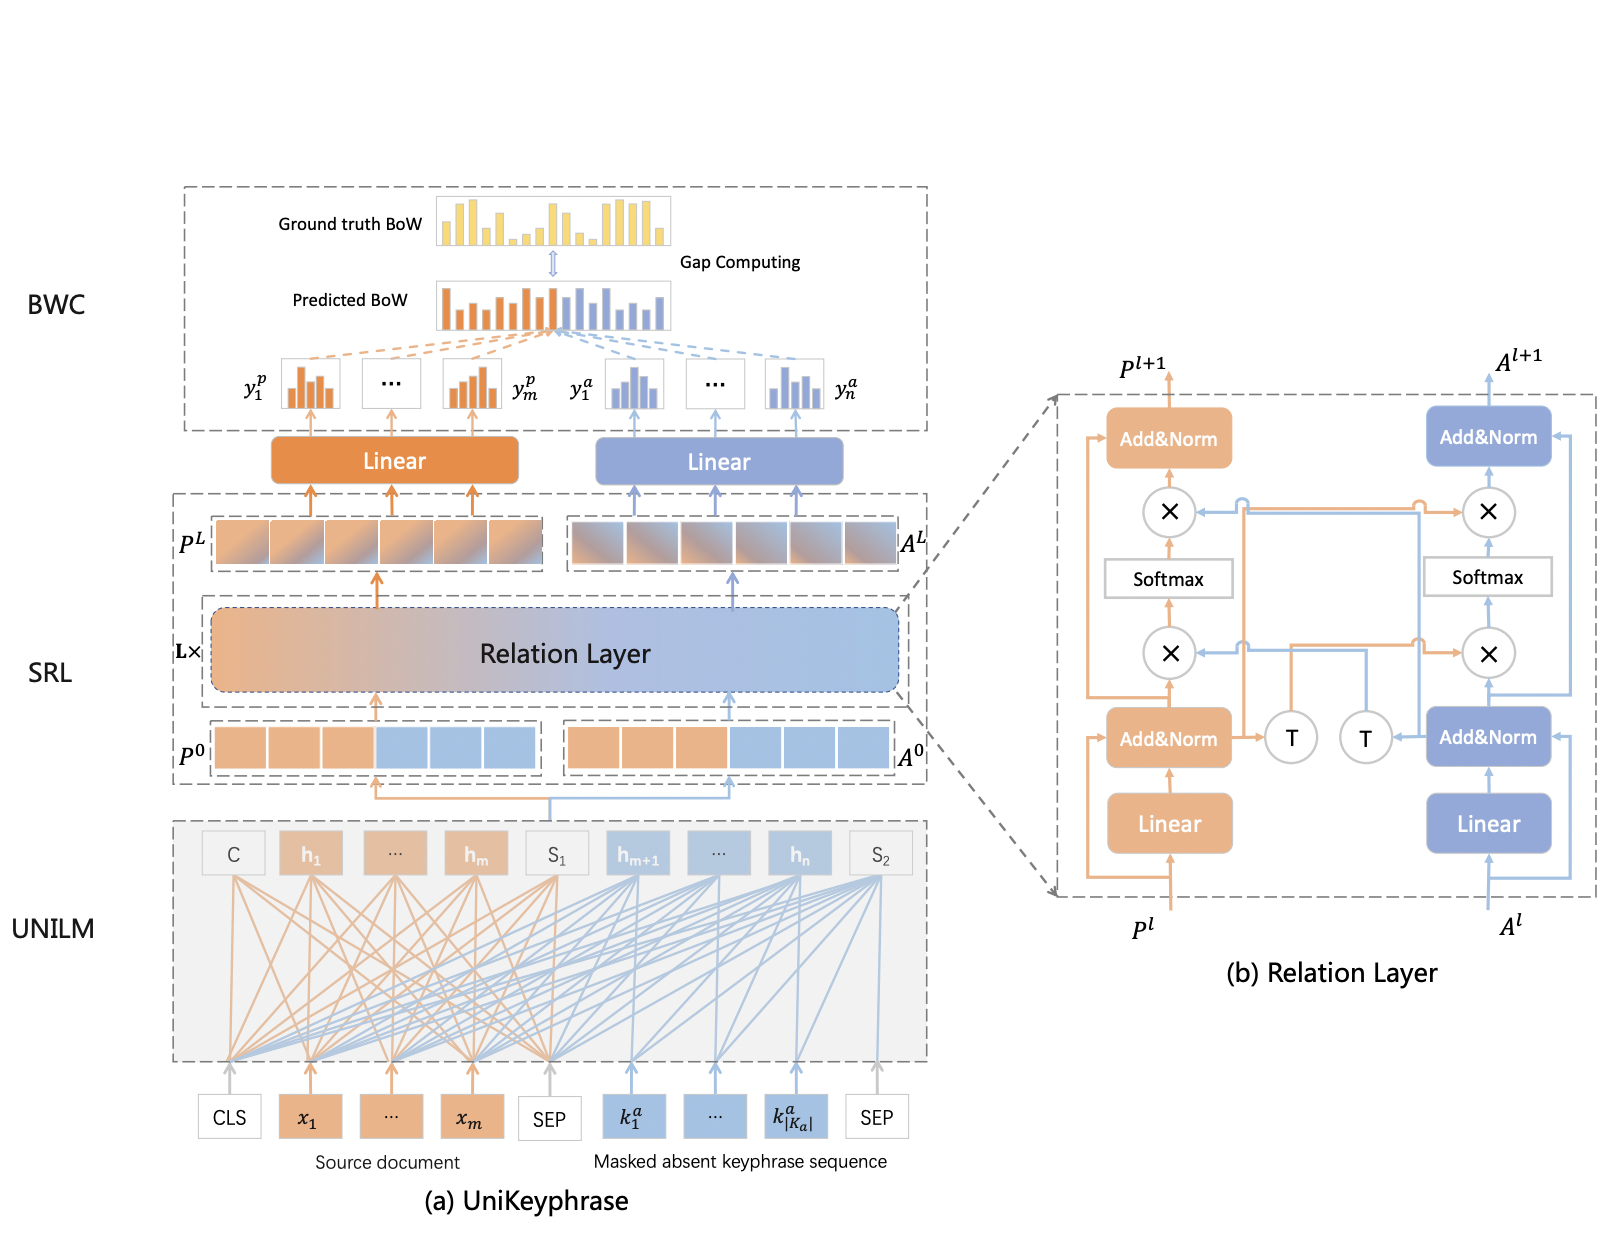 BWC
Ground truth BoW
Gap Computing
Predicted BoW
y_1^p
...
y_m^p
y_1^a
...
y_n^a
Linear
Linear
SRL
P^L
A^L
L×
Relation Layer
P^0
A^0
UNILM
C
h_1
...
h_m
S_1
h_{m+1}
...
h_n
S_2
CLS
x_1
...
x_m
SEP
k_1^a
...
k_{|K_a|}^a
SEP
Source document
Masked absent keyphrase sequence
(a) UniKeyphrase
P^{l+1}
A^{l+1}
Add&Norm
Add&Norm
×
×
Softmax
Softmax
×
×
Add&Norm
T
T
Add&Norm
Linear
Linear
P^l
A^l
(b) Relation Layer